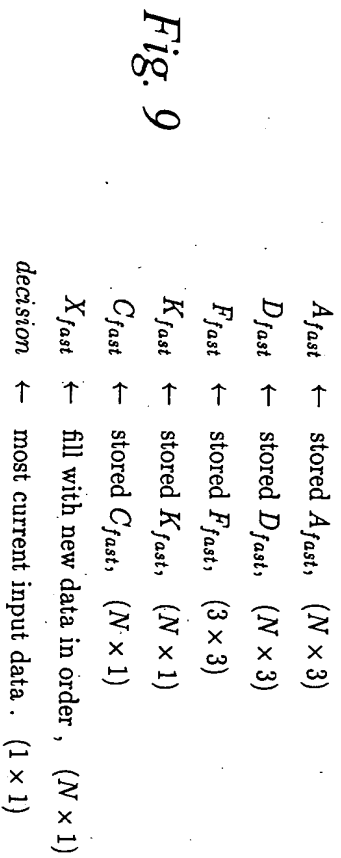 A_fast ← stored A_fast, (N × 3)
D_fast ← stored D_fast, (N × 3)
F_fast ← stored F_fast, (3 × 3)
K_fast ← stored K_fast, (N × 1)
C_fast ← stored C_fast, (N × 1)
X_fast ← fill with new data in order , (N × 1)
decision ← most current input data . (1 × 1)
Fig. 9